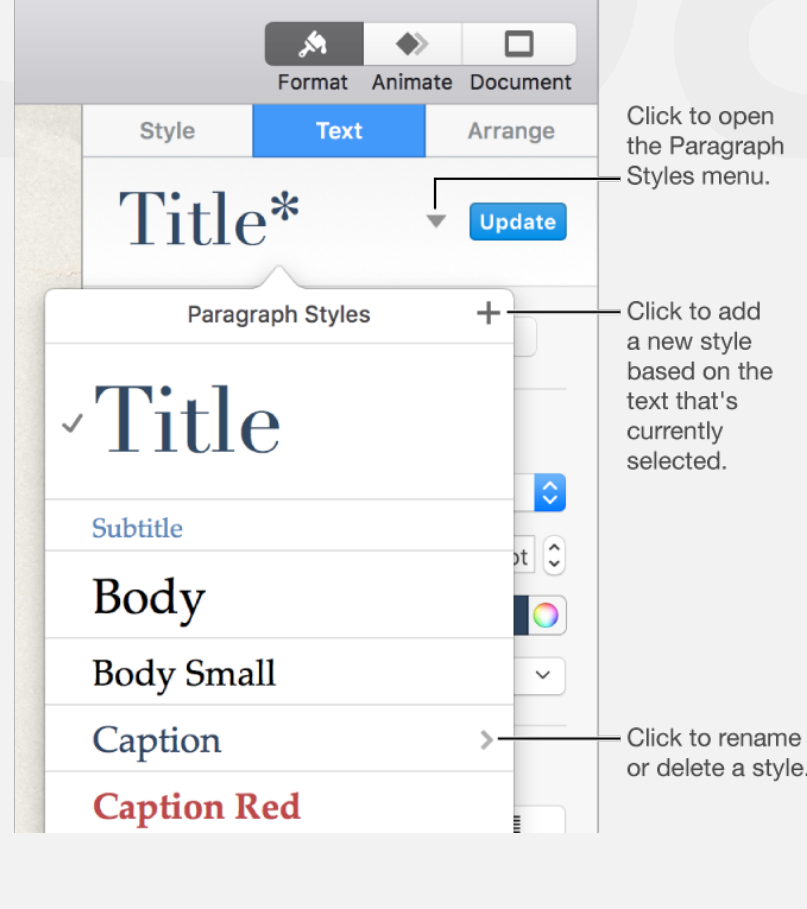 Format Animate Document
Style Text Arrange
Click to open
the Paragraph
Styles menu.
Title* Update
Paragraph Styles
Click to add
a new style
based on the
text that's
currently
selected.
Title
Subtitle
Body
Body Small
Caption
Click to rename
or delete a style.
Caption Red